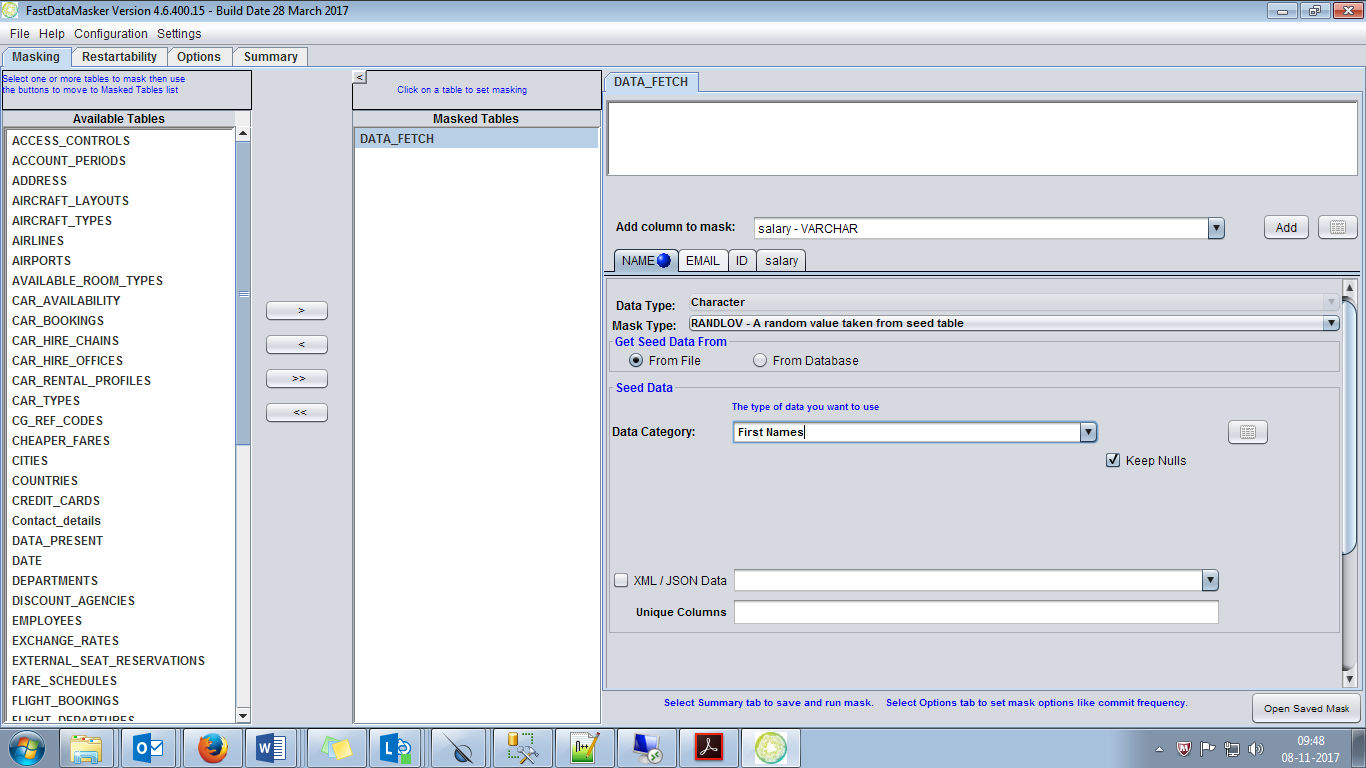 FastDataMasker Version 4.6.400.15 - Build Date 28 March 2017
File Help Configuration Settings
Masking Restartability Options Summary
Select one or more tables to mask then use
the buttons to move to Masked Tables list
Available Tables
ACCESS_CONTROLS
ACCOUNT_PERIODS
ADDRESS
AIRCRAFT_LAYOUTS
AIRCRAFT_TYPES
AIRLINES
AIRPORTS
AVAILABLE_ROOM_TYPES
CAR_AVAILABILITY
CAR_BOOKINGS
CAR_HIRE_CHAINS
CAR_HIRE_OFFICES
CAR_RENTAL_PROFILES
CAR_TYPES
CG_REF_CODES
CHEAPER_FARES
CITIES
COUNTRIES
CREDIT_CARDS
Contact_details
DATA_PRESENT
DATE
DEPARTMENTS
DISCOUNT_AGENCIES
EMPLOYEES
EXCHANGE_RATES
EXTERNAL_SEAT_RESERVATIONS
FARE_SCHEDULES
FLIGHT_BOOKINGS
FLIGHT_DEPARTURES
>
<
>>
<<
<
Click on a table to set masking
Masked Tables
DATA_FETCH
DATA_FETCH
Add column to mask: salary - VARCHAR Add
NAME EMAIL ID salary
Data Type: Character
Mask Type: RANDLOV - A random value taken from seed table
Get Seed Data From
From File From Database
Seed Data
The type of data you want to use
Data Category: First Names
Keep Nulls
XML / JSON Data
Unique Columns
Select Summary tab to save and run mask. Select Options tab to set mask options like commit frequency.
Open Saved Mask
09:48
08-11-2017